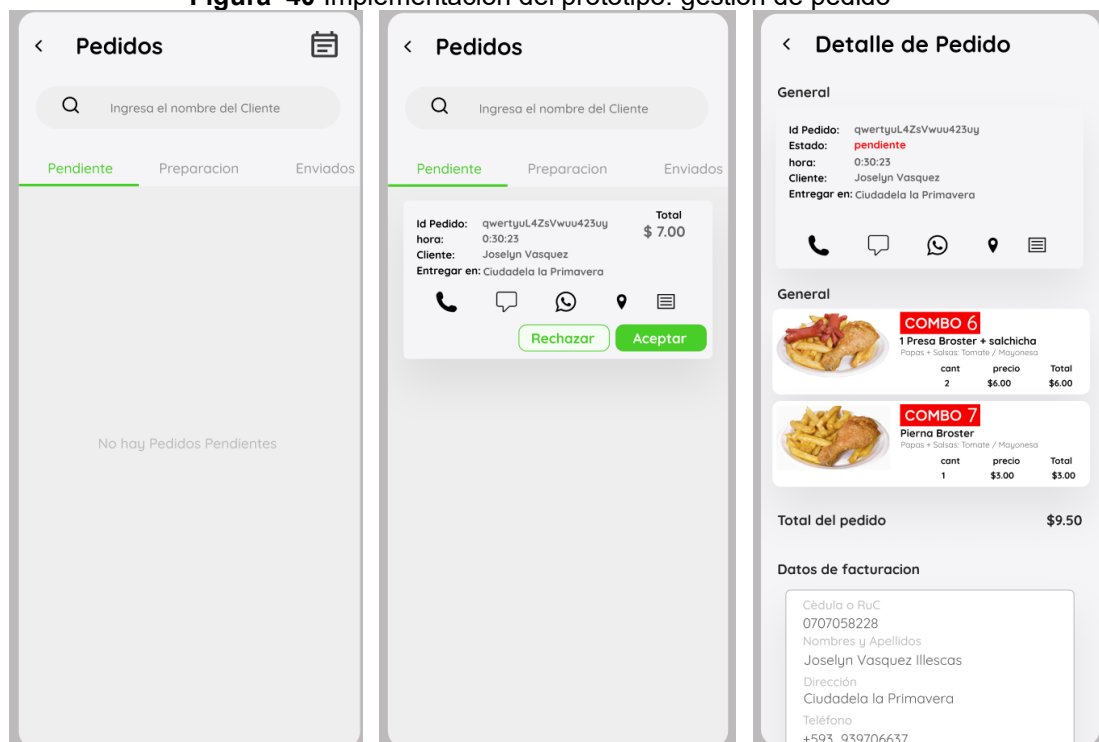 Figura 40 Implementación del prototipo: gestión de pedido
Pedidos
Ingresa el nombre del Cliente
Pendiente Preparacion Enviados
No hay Pedidos Pendientes
Pedidos
Ingresa el nombre del Cliente
Pendiente Preparacion Enviados
Id Pedido: qwertyuL4ZsVwuu423uy Total
hora: 0:30:23 $ 7.00
Cliente: Joselyn Vasquez
Entregar en: Ciudadela la Primavera
Rechazar Aceptar
Detalle de Pedido
General
Id Pedido: qwertyuL4ZsVwuu423uy
Estado: pendiente
hora: 0:30:23
Cliente: Joselyn Vasquez
Entregar en: Ciudadela la Primavera
General
COMBO 6
1 Presa Broster + salchicha
Papas + Salsas: Tomate / Mayonesa
cant precio Total
2 $6.00 $6.00
COMBO 7
Pierna Broster
Papas + Salsas: Tomate / Mayonesa
cant precio Total
1 $3.00 $3.00
Total del pedido $9.50
Datos de facturacion
Cèdula o RuC
0707058228
Nombres y Apellidos
Joselyn Vasquez Illescas
Dirección
Ciudadela la Primavera
Teléfono
+593 939706637